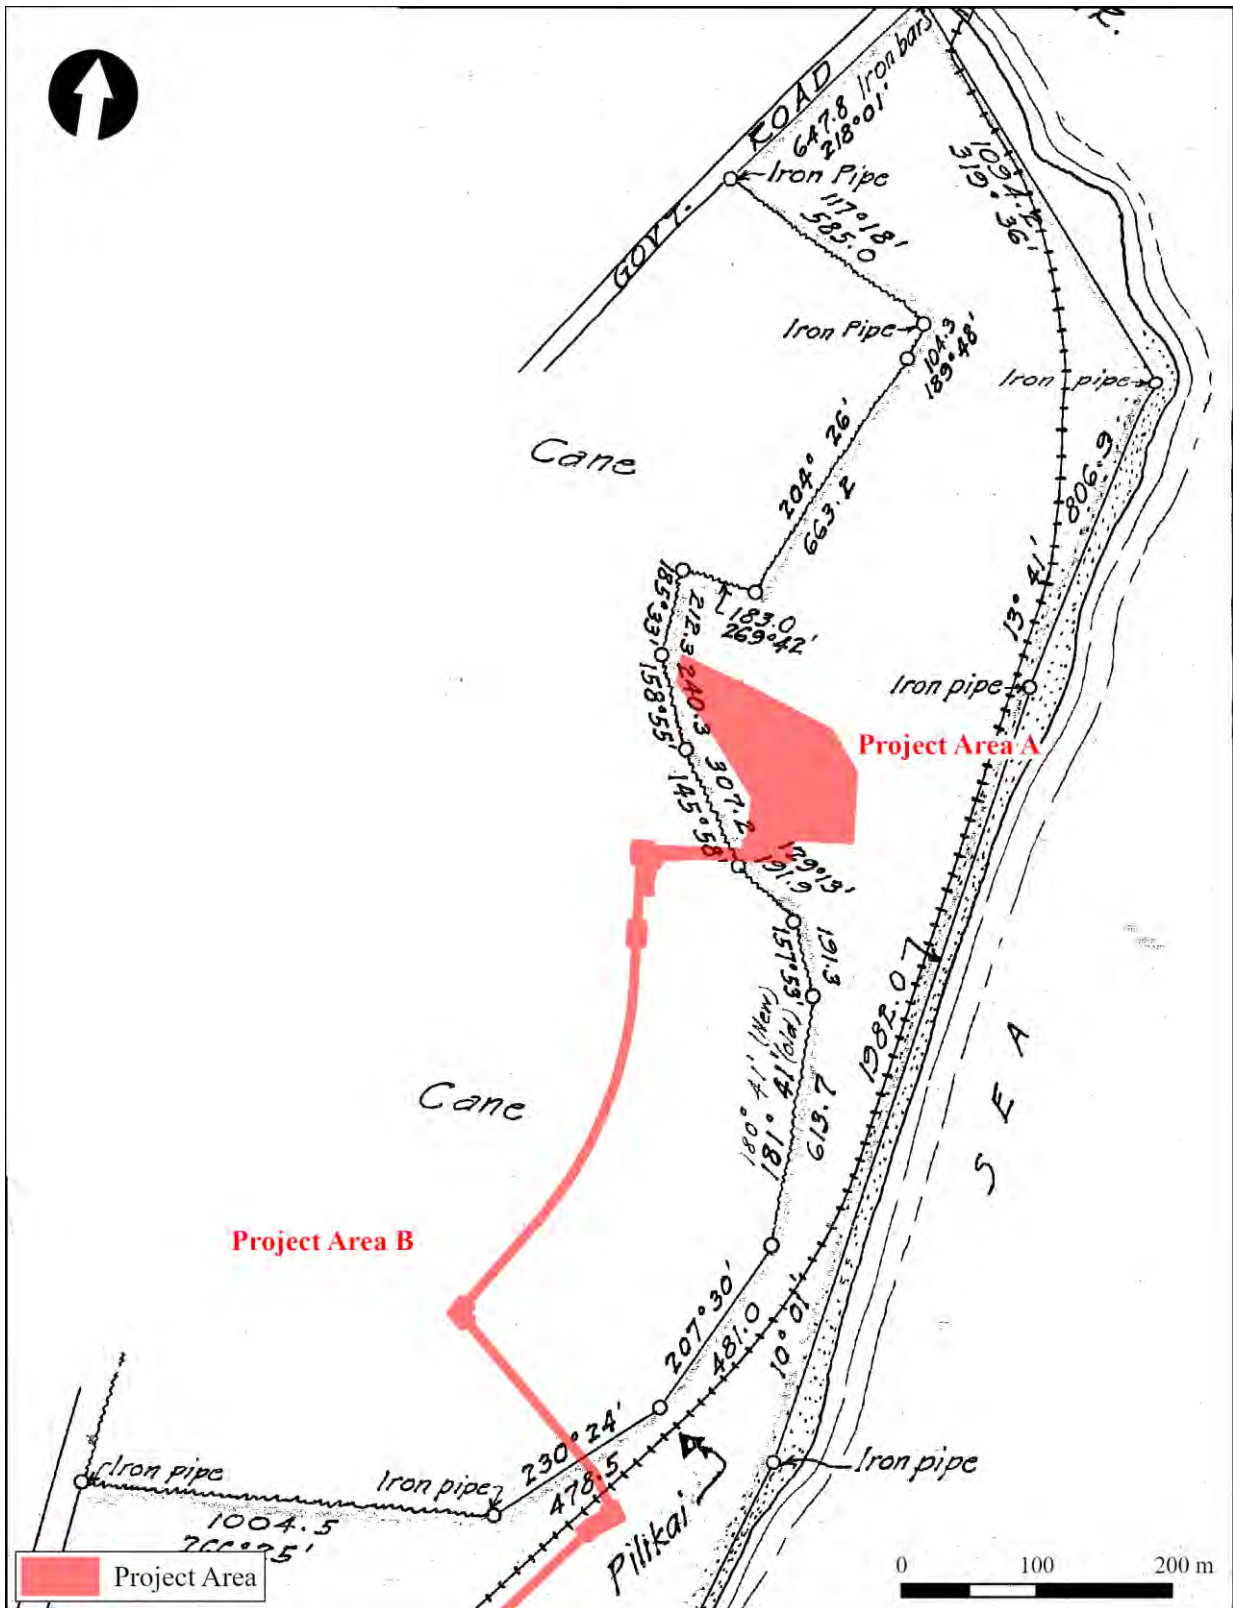 R.
GOVT. ROAD
647.8 Iron bars
218°01'
Iron Pipe
117°18'
585.0
1094.2
319°36'
Iron Pipe
104.3
189°48'
Iron pipe
Cane
204° 26'
663.2
806.9
13° 41'
185°33'
212.3
183.0
269°42'
158°55'
240.3
Iron pipe
Project Area A
307.2
145°58'
129°13'
191.9
191.3
157°53'
1982.07
SEA
180° 41' (New)
181° 41' (Old)
613.7
Cane
Project Area B
207°30'
481.0
10°01'
230°24'
478.5
Iron pipe
Iron pipe
Iron pipe
1004.5
Pilikai
Project Area
0 100 200 m